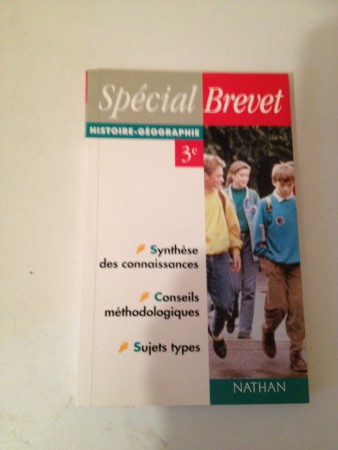 Spécial Brevet
HISTOIRE-GÉOGRAPHIE
3e
Synthèse
des connaissances
Conseils
méthodologiques
Sujets types
NATHAN